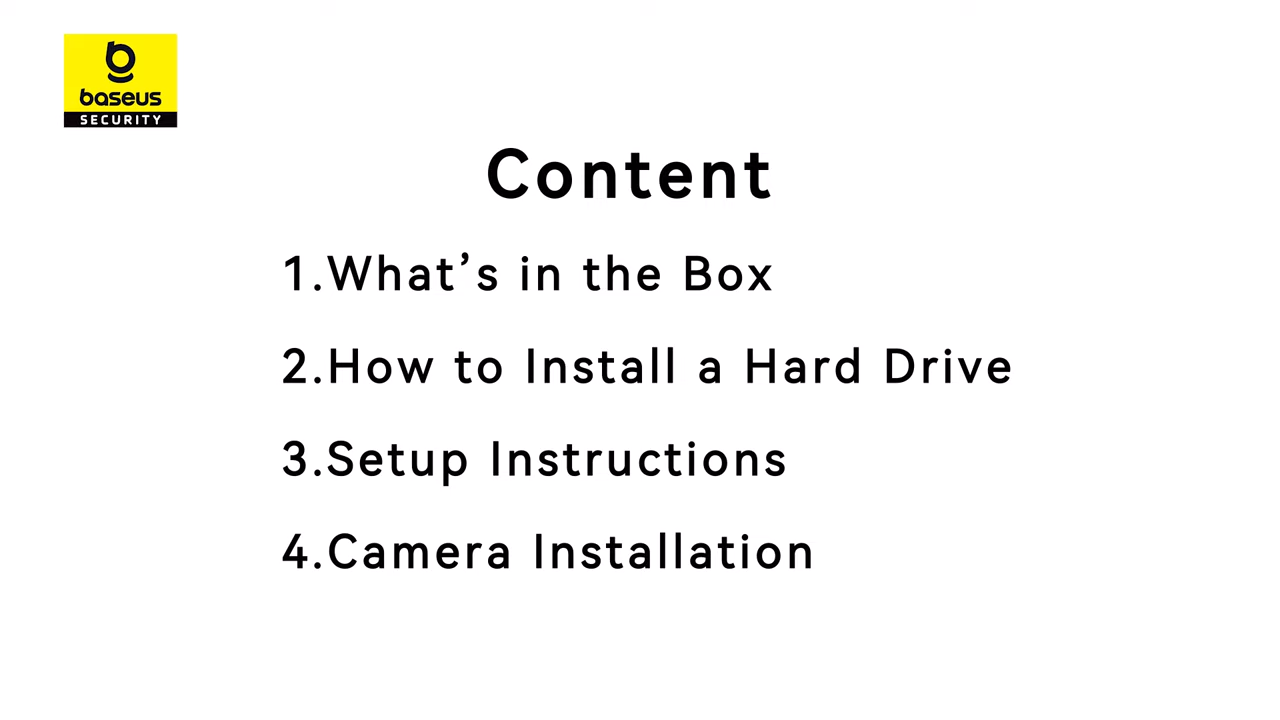 baseus
SECURITY
Content
1.What’s in the Box
2.How to Install a Hard Drive
3.Setup Instructions
4.Camera Installation